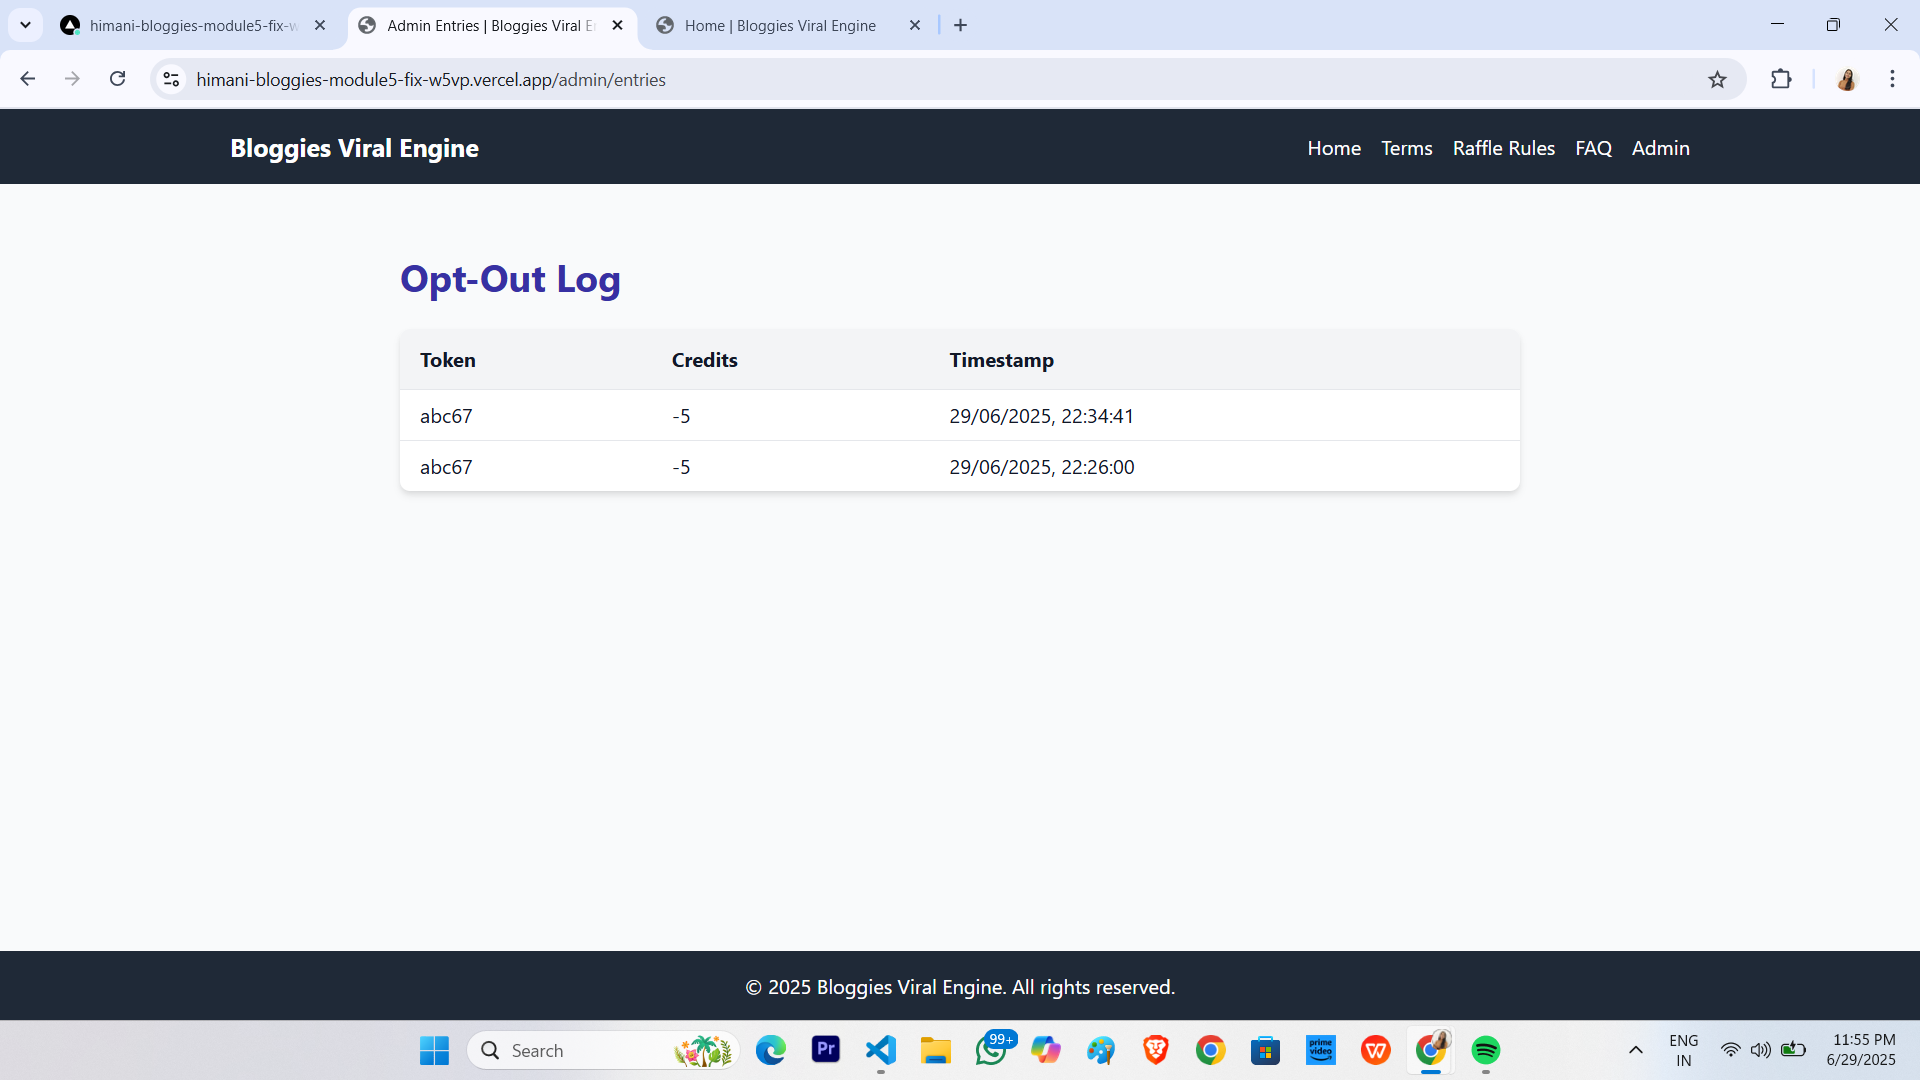 himani-bloggies-module5-fix-w
Admin Entries | Bloggies Viral E
Home | Bloggies Viral Engine
himani-bloggies-module5-fix-w5vp.vercel.app/admin/entries
Bloggies Viral Engine
Home Terms Raffle Rules FAQ Admin
Opt-Out Log
Token Credits Timestamp
abc67 -5 29/06/2025, 22:34:41
abc67 -5 29/06/2025, 22:26:00
© 2025 Bloggies Viral Engine. All rights reserved.
Search
Pr
99+
prime video
W
ENG
IN
11:55 PM
6/29/2025